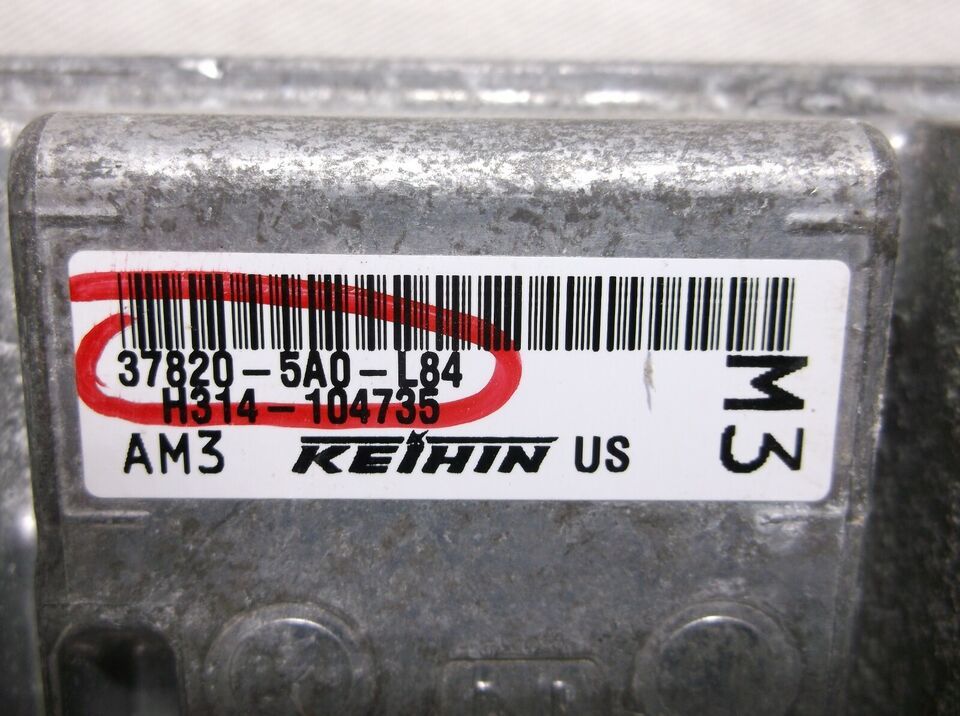 37820-5A0-L84
H314-104735
AM3 KEIHIN US
M3